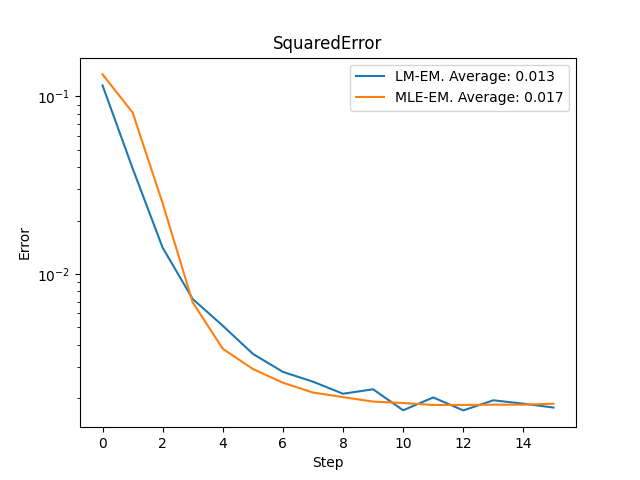 SquaredError
LM-EM. Average: 0.013
MLE-EM. Average: 0.017
10⁻¹
10⁻²
Error
0 2 4 6 8 10 12 14
Step